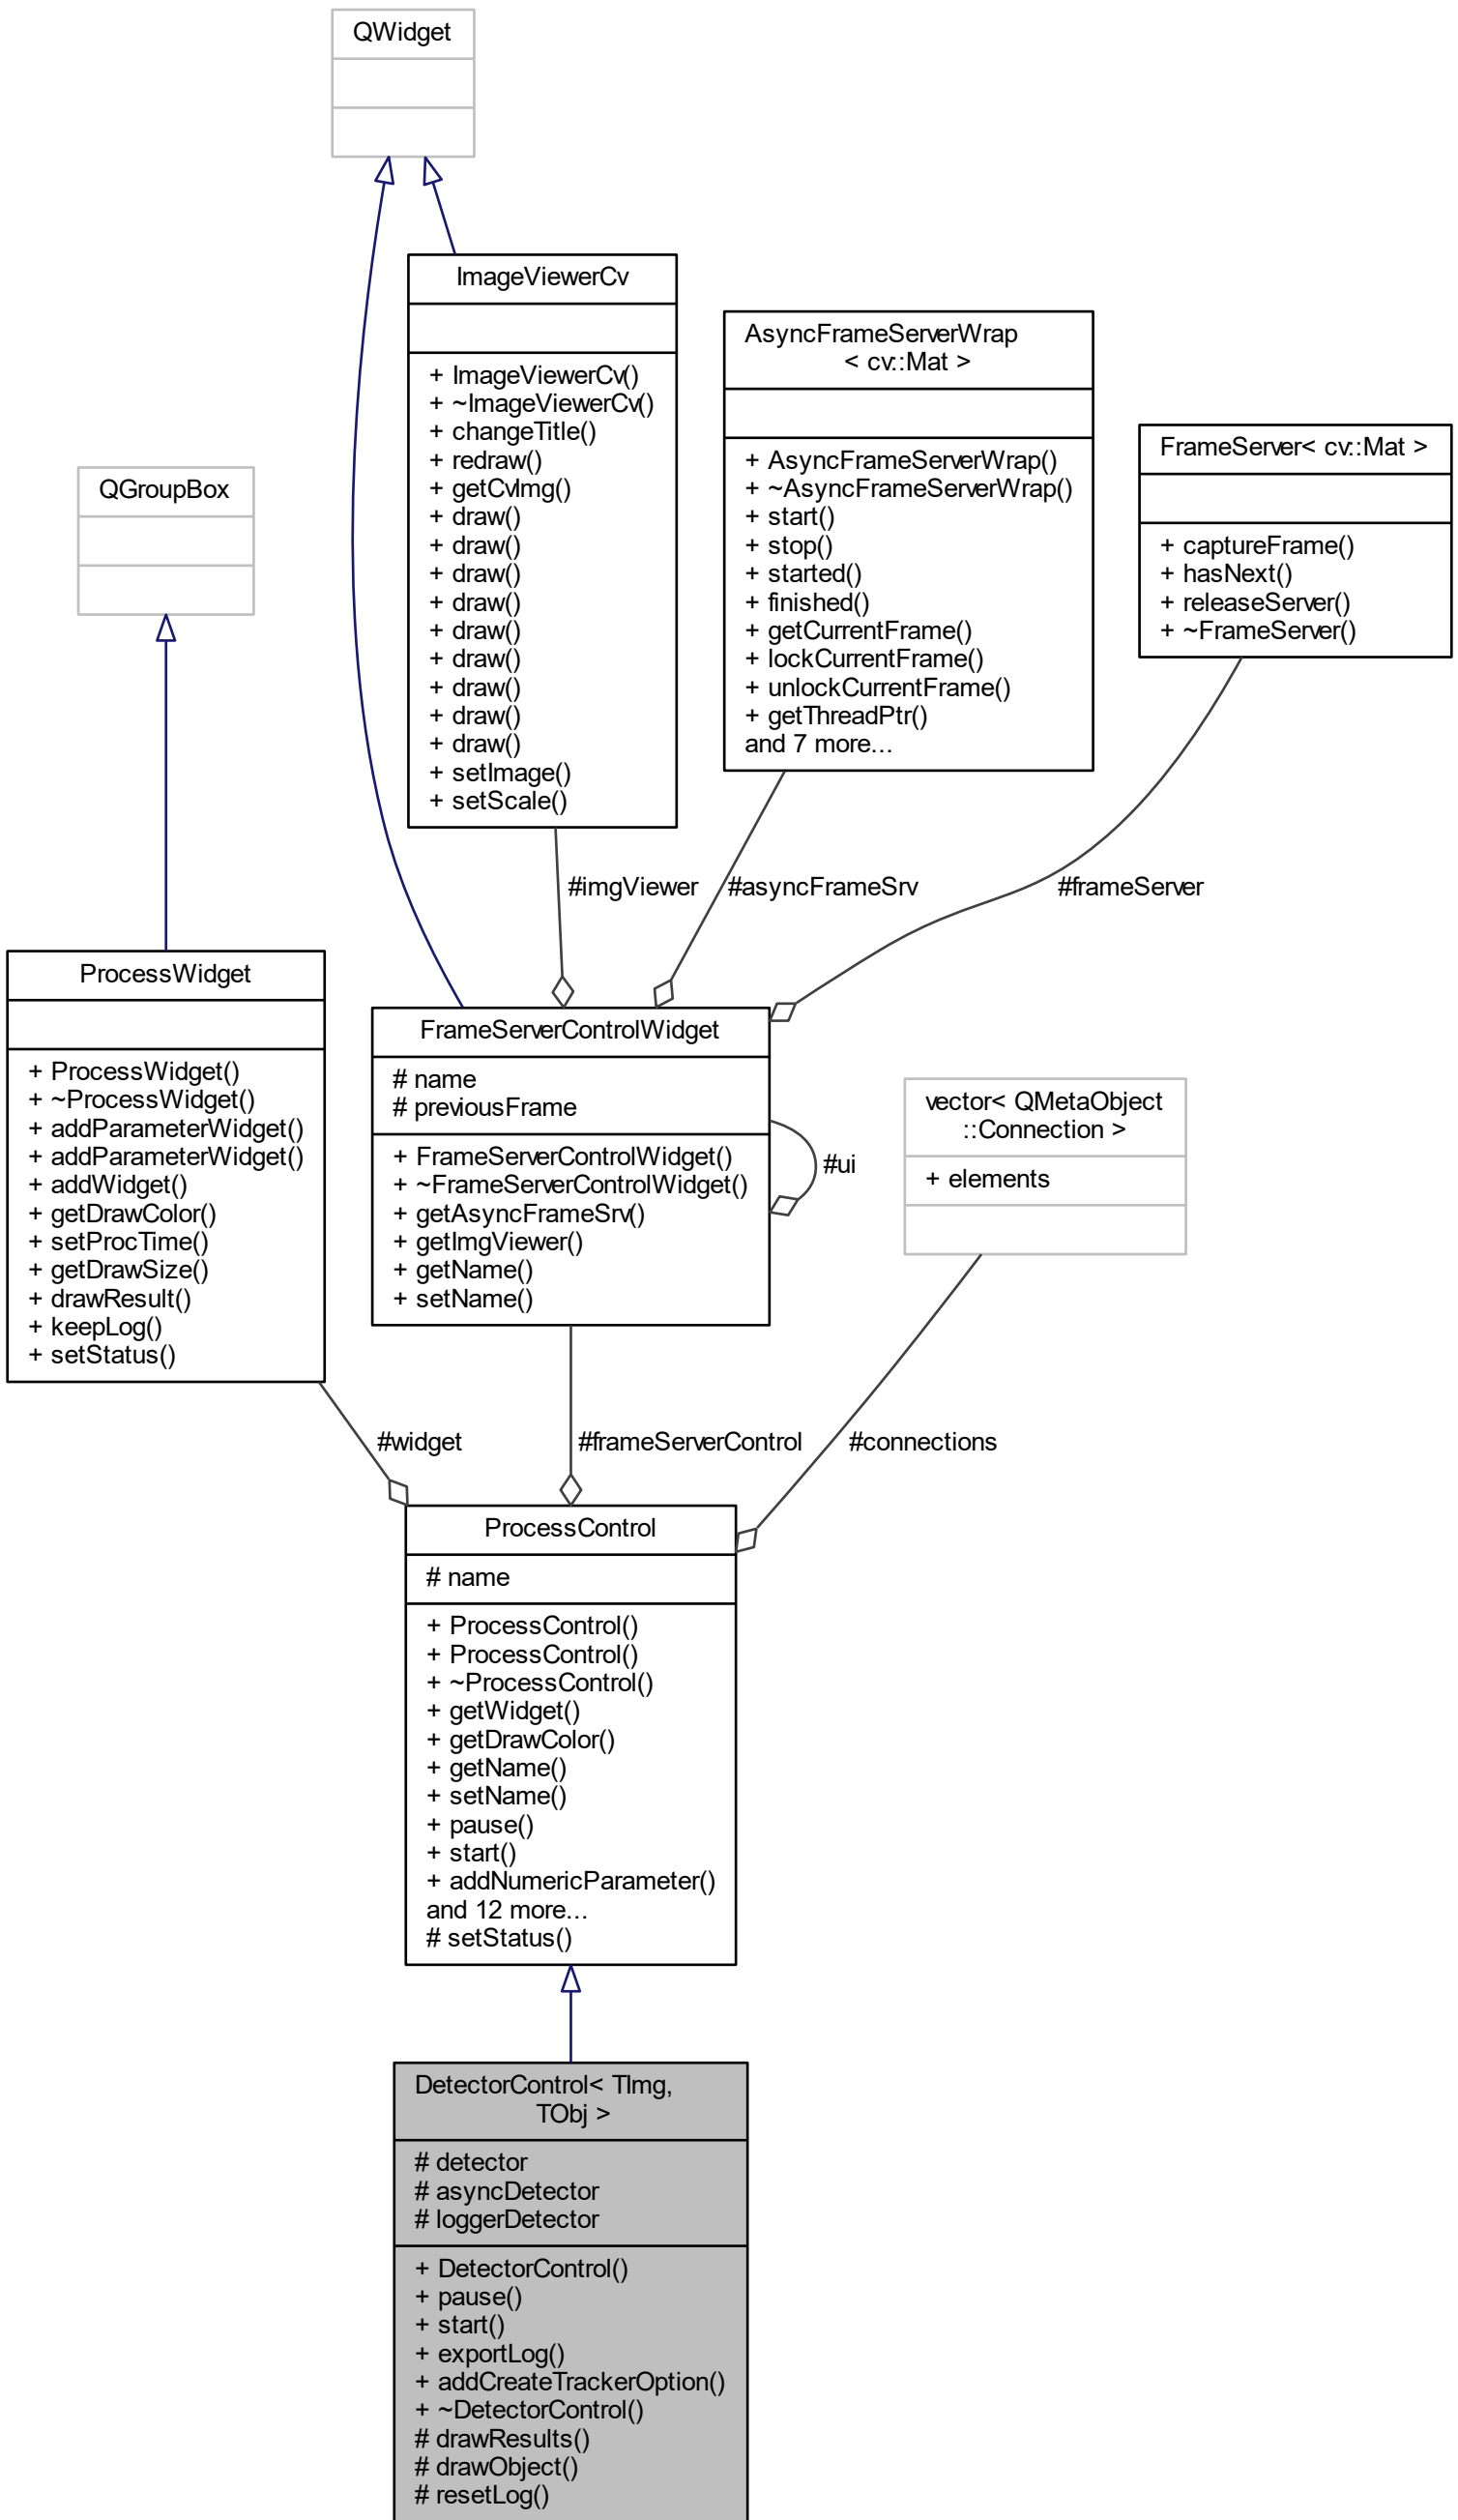 QWidget
ImageViewerCv
+ ImageViewerCv()
+ ~ImageViewerCv()
+ changeTitle()
+ redraw()
+ getCvImg()
+ draw()
+ draw()
+ draw()
+ draw()
+ draw()
+ draw()
+ draw()
+ draw()
+ draw()
+ setImage()
+ setScale()
AsyncFrameServerWrap
< cv::Mat >
+ AsyncFrameServerWrap()
+ ~AsyncFrameServerWrap()
+ start()
+ stop()
+ started()
+ finished()
+ getCurrentFrame()
+ lockCurrentFrame()
+ unlockCurrentFrame()
+ getThreadPtr()
and 7 more...
FrameServer< cv::Mat >
+ captureFrame()
+ hasNext()
+ releaseServer()
+ ~FrameServer()
QGroupBox
#imgViewer
#asyncFrameSrv
#frameServer
ProcessWidget
+ ProcessWidget()
+ ~ProcessWidget()
+ addParameterWidget()
+ addParameterWidget()
+ addWidget()
+ getDrawColor()
+ setProcTime()
+ getDrawSize()
+ drawResult()
+ keepLog()
+ setStatus()
FrameServerControlWidget
# name
# previousFrame
+ FrameServerControlWidget()
+ ~FrameServerControlWidget()
+ getAsyncFrameSrv()
+ getImgViewer()
+ getName()
+ setName()
#ui
vector< QMetaObject
::Connection >
+ elements
#widget
#frameServerControl
#connections
ProcessControl
# name
+ ProcessControl()
+ ProcessControl()
+ ~ProcessControl()
+ getWidget()
+ getDrawColor()
+ getName()
+ setName()
+ pause()
+ start()
+ addNumericParameter()
and 12 more...
# setStatus()
DetectorControl< TImg,
TObj >
# detector
# asyncDetector
# loggerDetector
+ DetectorControl()
+ pause()
+ start()
+ exportLog()
+ addCreateTrackerOption()
+ ~DetectorControl()
# drawResults()
# drawObject()
# resetLog()